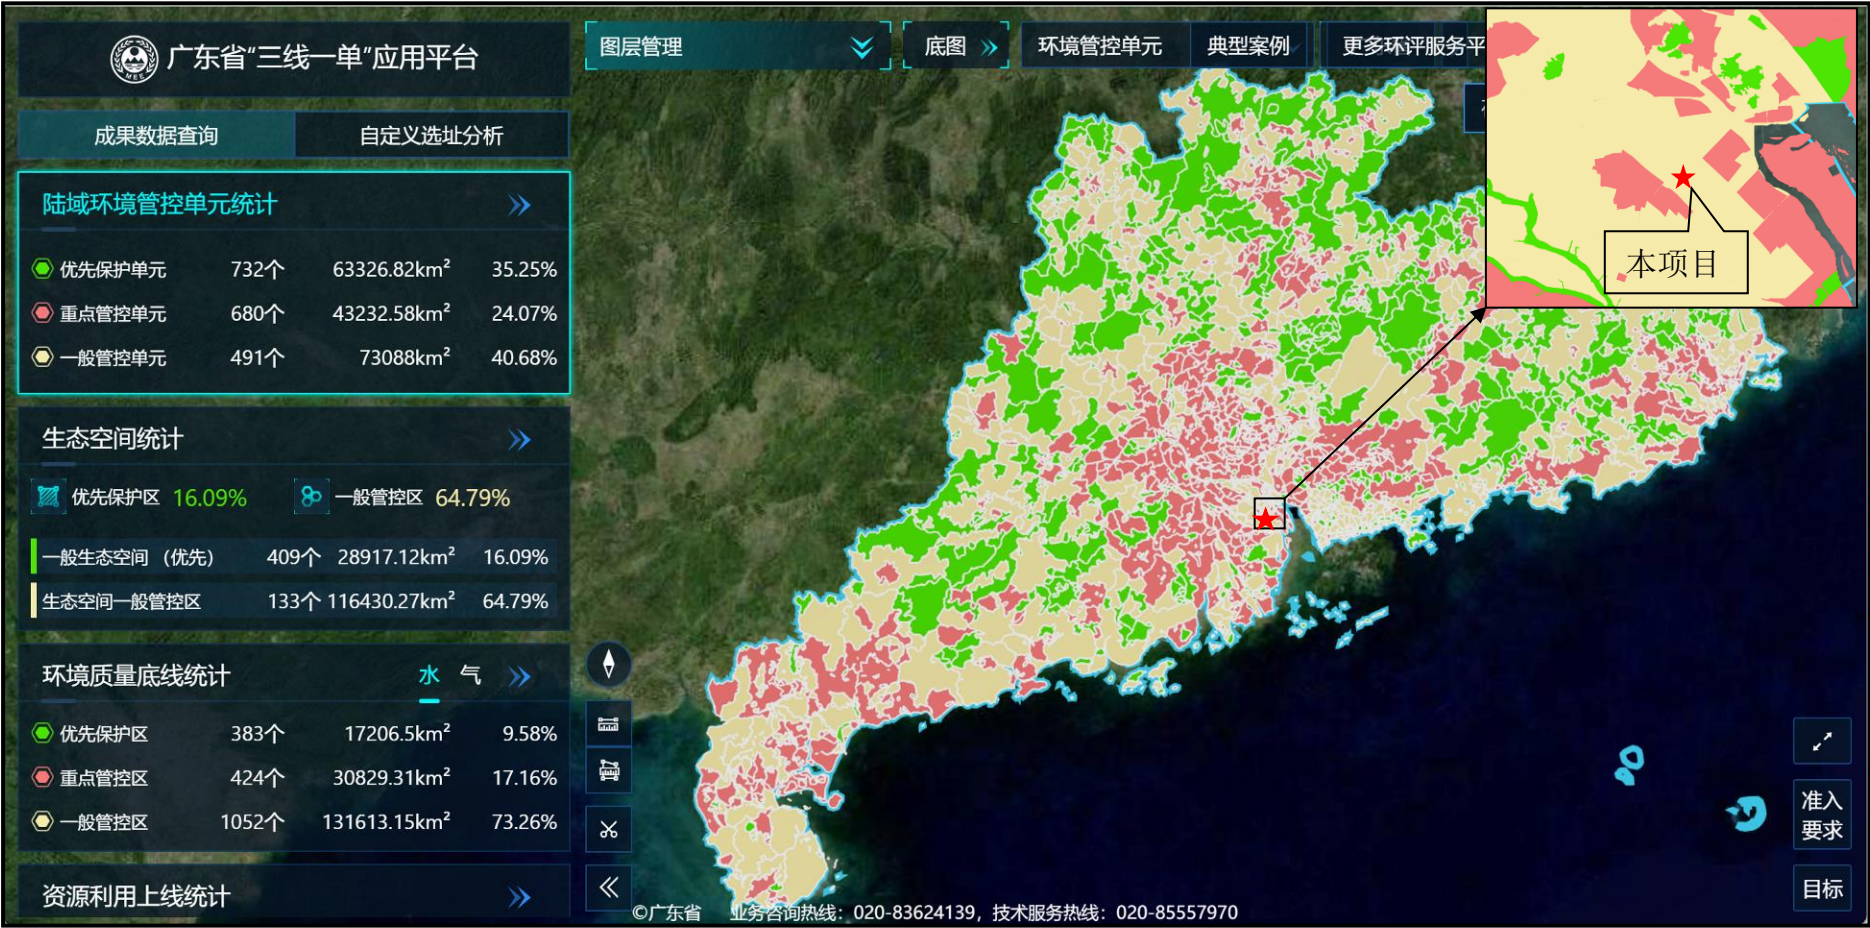 广东省“三线一单”应用平台
成果数据查询
自定义选址分析
陆域环境管控单元统计
优先保护单元 732个 63326.82km² 35.25%
重点管控单元 680个 43232.58km² 24.07%
一般管控单元 491个 73088km² 40.68%
生态空间统计
优先保护区 16.09% 一般管控区 64.79%
一般生态空间 （优先） 409个 28917.12km² 16.09%
生态空间一般管控区 133个 116430.27km² 64.79%
环境质量底线统计 水 气
优先保护区 383个 17206.5km² 9.58%
重点管控区 424个 30829.31km² 17.16%
一般管控区 1052个 131613.15km² 73.26%
资源利用上线统计
图层管理
底图
环境管控单元
典型案例
更多环评服务平
本项目
准入
要求
目标
©广东省 业务咨询热线：020-83624139，技术服务热线：020-85557970